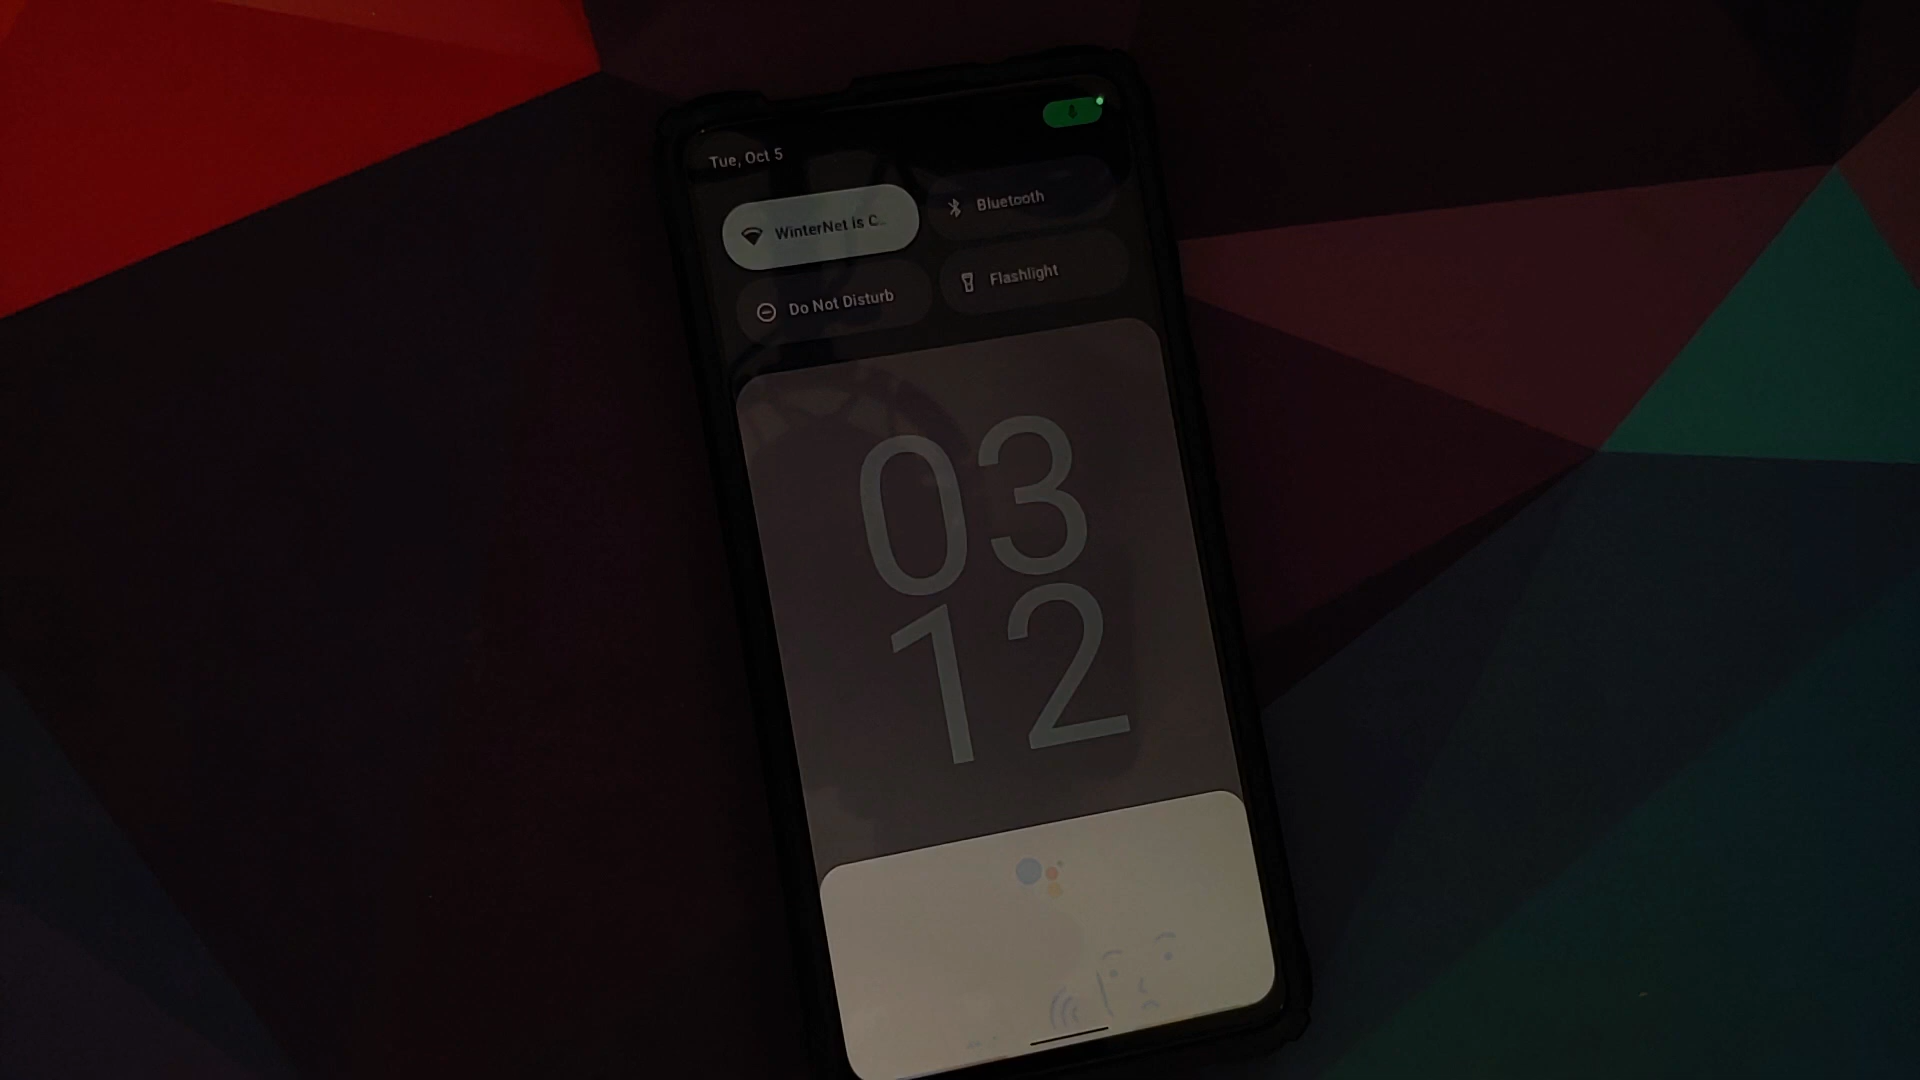 Tue, Oct 5
WinterNet is C...
Bluetooth
Do Not Disturb
Flashlight
03
12